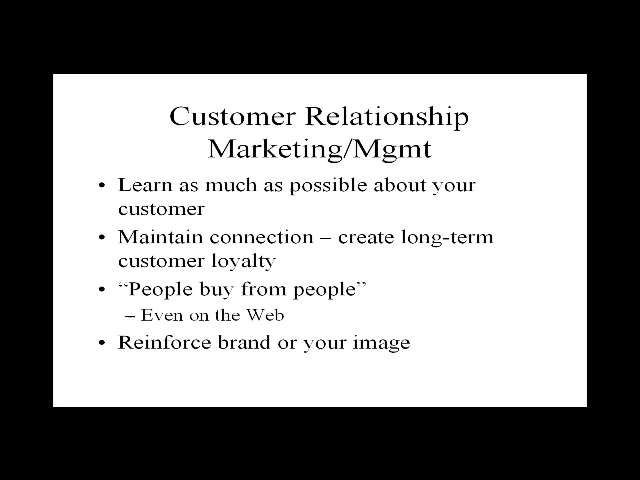 Customer Relationship
Marketing/Mgmt
• Learn as much as possible about your
customer
• Maintain connection – create long-term
customer loyalty
• “People buy from people”
– Even on the Web
• Reinforce brand or your image